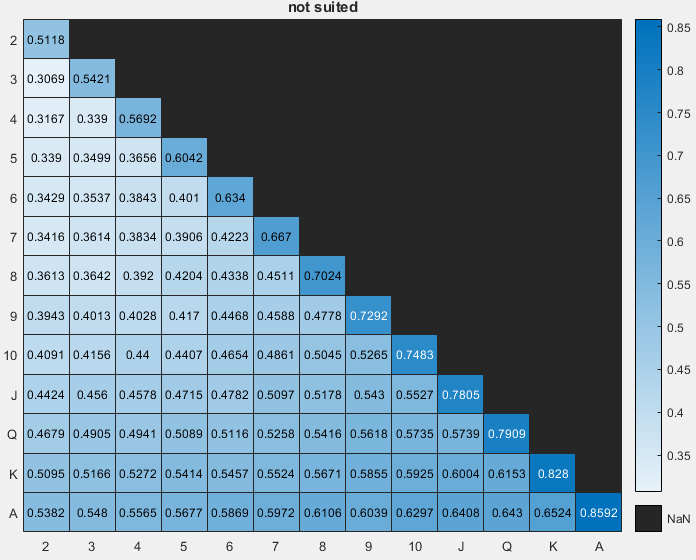 not suited
2 0.5118
3 0.3069 0.5421
4 0.3167 0.339 0.5692
5 0.339 0.3499 0.3656 0.6042
6 0.3429 0.3537 0.3843 0.401 0.634
7 0.3416 0.3614 0.3834 0.3906 0.4223 0.667
8 0.3613 0.3642 0.392 0.4204 0.4338 0.4511 0.7024
9 0.3943 0.4013 0.4028 0.417 0.4468 0.4588 0.4778 0.7292
10 0.4091 0.4156 0.44 0.4407 0.4654 0.4861 0.5045 0.5265 0.7483
J 0.4424 0.456 0.4578 0.4715 0.4782 0.5097 0.5178 0.543 0.5527 0.7805
Q 0.4679 0.4905 0.4941 0.5089 0.5116 0.5258 0.5416 0.5618 0.5735 0.5739 0.7909
K 0.5095 0.5166 0.5272 0.5414 0.5457 0.5524 0.5671 0.5855 0.5925 0.6004 0.6153 0.828
A 0.5382 0.548 0.5565 0.5677 0.5869 0.5972 0.6106 0.6039 0.6297 0.6408 0.643 0.6524 0.8592
2 3 4 5 6 7 8 9 10 J Q K A
0.85
0.8
0.75
0.7
0.65
0.6
0.55
0.5
0.45
0.4
0.35
NaN